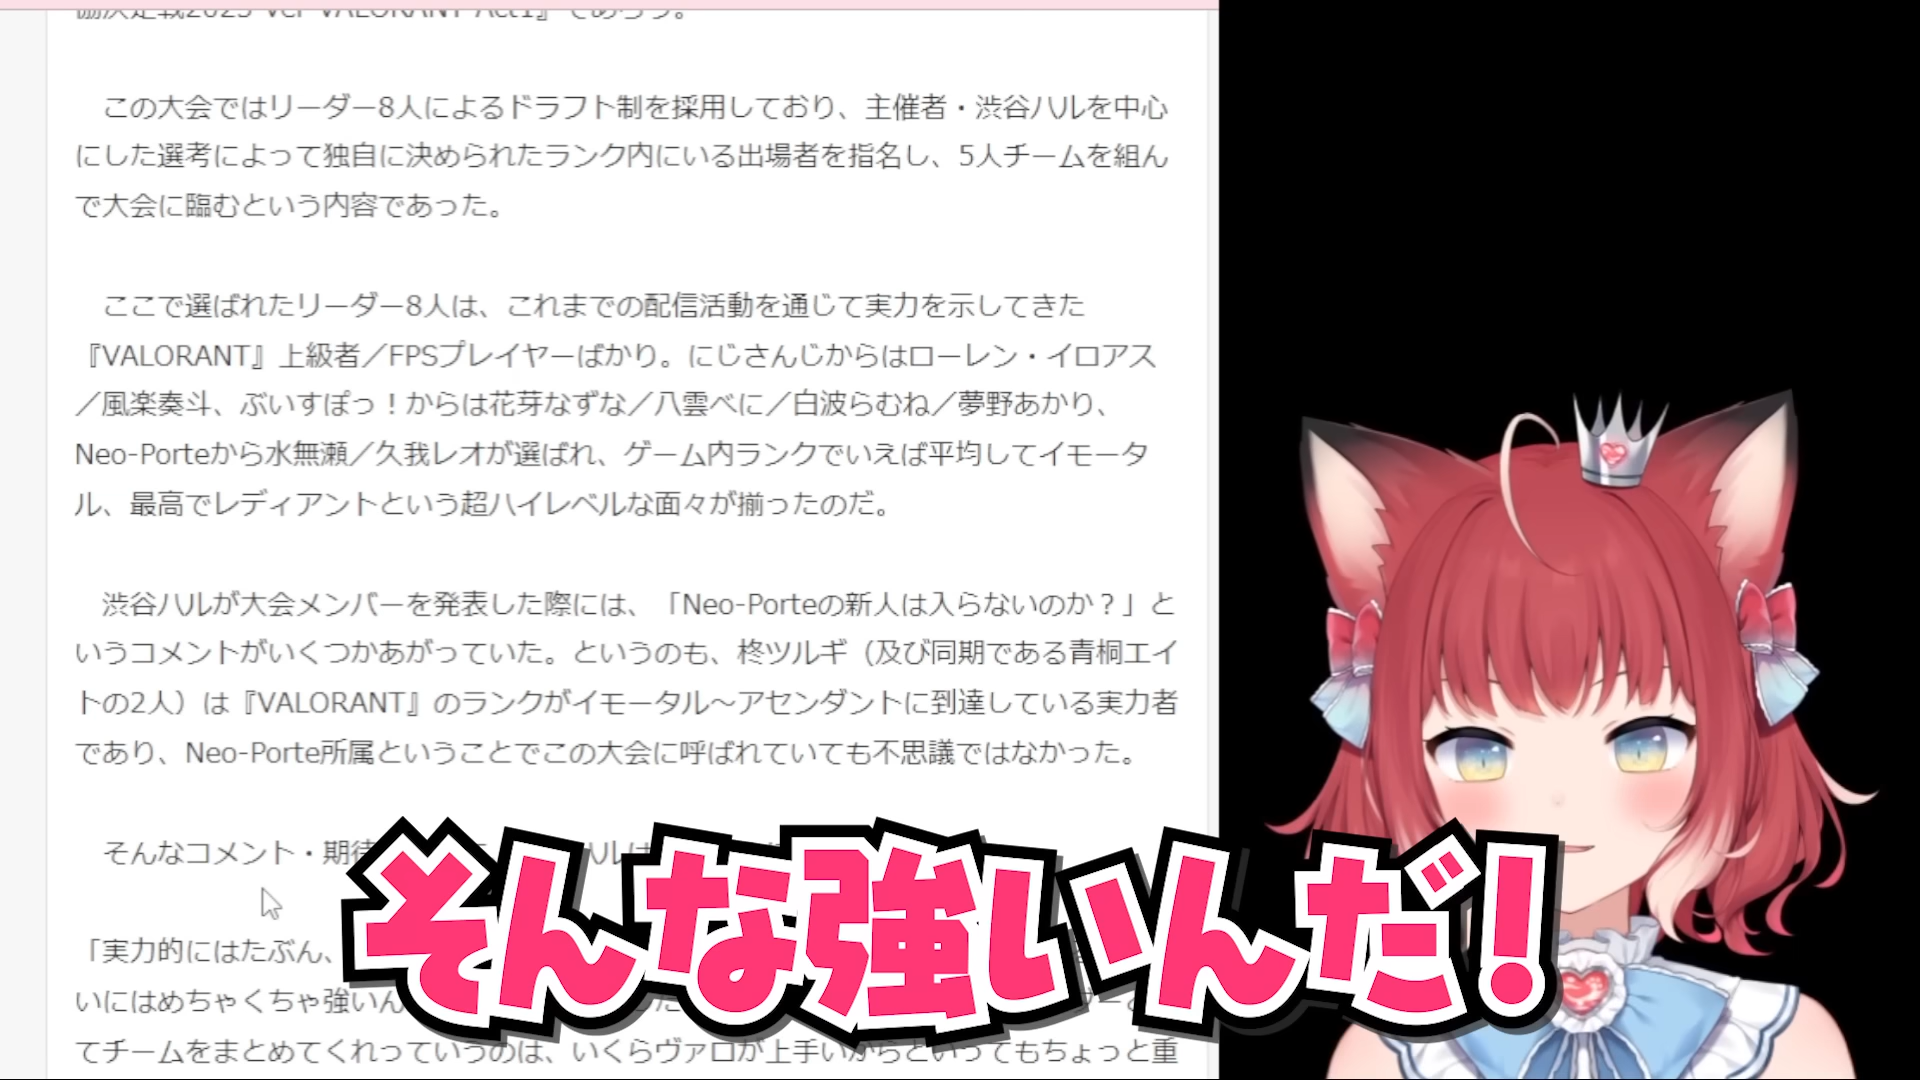 協決定戦2023 Ver VALORANT Act1』であろう。
この大会ではリーダー8人によるドラフト制を採用しており、主催者・渋谷ハルを中心
にした選考によって独自に決められたランク内にいる出場者を指名し、5人チームを組ん
で大会に臨むという内容であった。
ここで選ばれたリーダー8人は、これまでの配信活動を通じて実力を示してきた
『VALORANT』上級者／FPSプレイヤーばかり。にじさんじからはローレン・イロアス
／風楽奏斗、ぶいすぽっ！からは花芽なずな／八雲べに／白波らむね／夢野あかり、
Neo-Porteから水無瀬／久我レオが選ばれ、ゲーム内ランクでいえば平均してイモータ
ル、最高でレディアントという超ハイレベルな面々が揃ったのだ。
渋谷ハルが大会メンバーを発表した際には、「Neo-Porteの新人は入らないのか？」と
いうコメントがいくつかあがっていた。というのも、柊ツルギ（及び同期である青桐エイ
トの2人）は『VALORANT』のランクがイモータル～アセンダントに到達している実力者
であり、Neo-Porte所属ということでこの大会に呼ばれていても不思議ではなかった。
そんなコメント・期待
「実力的にはたぶん、
いにはめちゃくちゃ強いん
てチームをまとめてくれっていうのは、いくらヴァロが上手いからといってもちょっと重
そんな強いんだ！